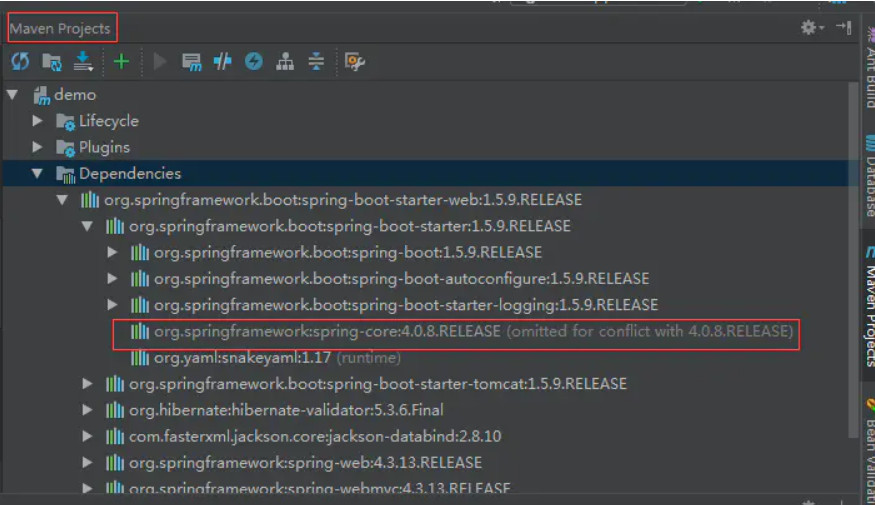 Maven Projects
demo
Lifecycle
Plugins
Dependencies
org.springframework.boot:spring-boot-starter-web:1.5.9.RELEASE
org.springframework.boot:spring-boot-starter:1.5.9.RELEASE
org.springframework.boot:spring-boot:1.5.9.RELEASE
org.springframework.boot:spring-boot-autoconfigure:1.5.9.RELEASE
org.springframework.boot:spring-boot-starter-logging:1.5.9.RELEASE
org.springframework:spring-core:4.0.8.RELEASE (omitted for conflict with 4.0.8.RELEASE)
org.yaml:snakeyaml:1.17 (runtime)
org.springframework.boot:spring-boot-starter-tomcat:1.5.9.RELEASE
org.hibernate:hibernate-validator:5.3.6.Final
com.fasterxml.jackson.core:jackson-databind:2.8.10
org.springframework:spring-web:4.3.13.RELEASE
org.springframework:spring-webmvc:4.3.13.RELEASE
Ant Build
Database
Maven Projects
Bean Validati